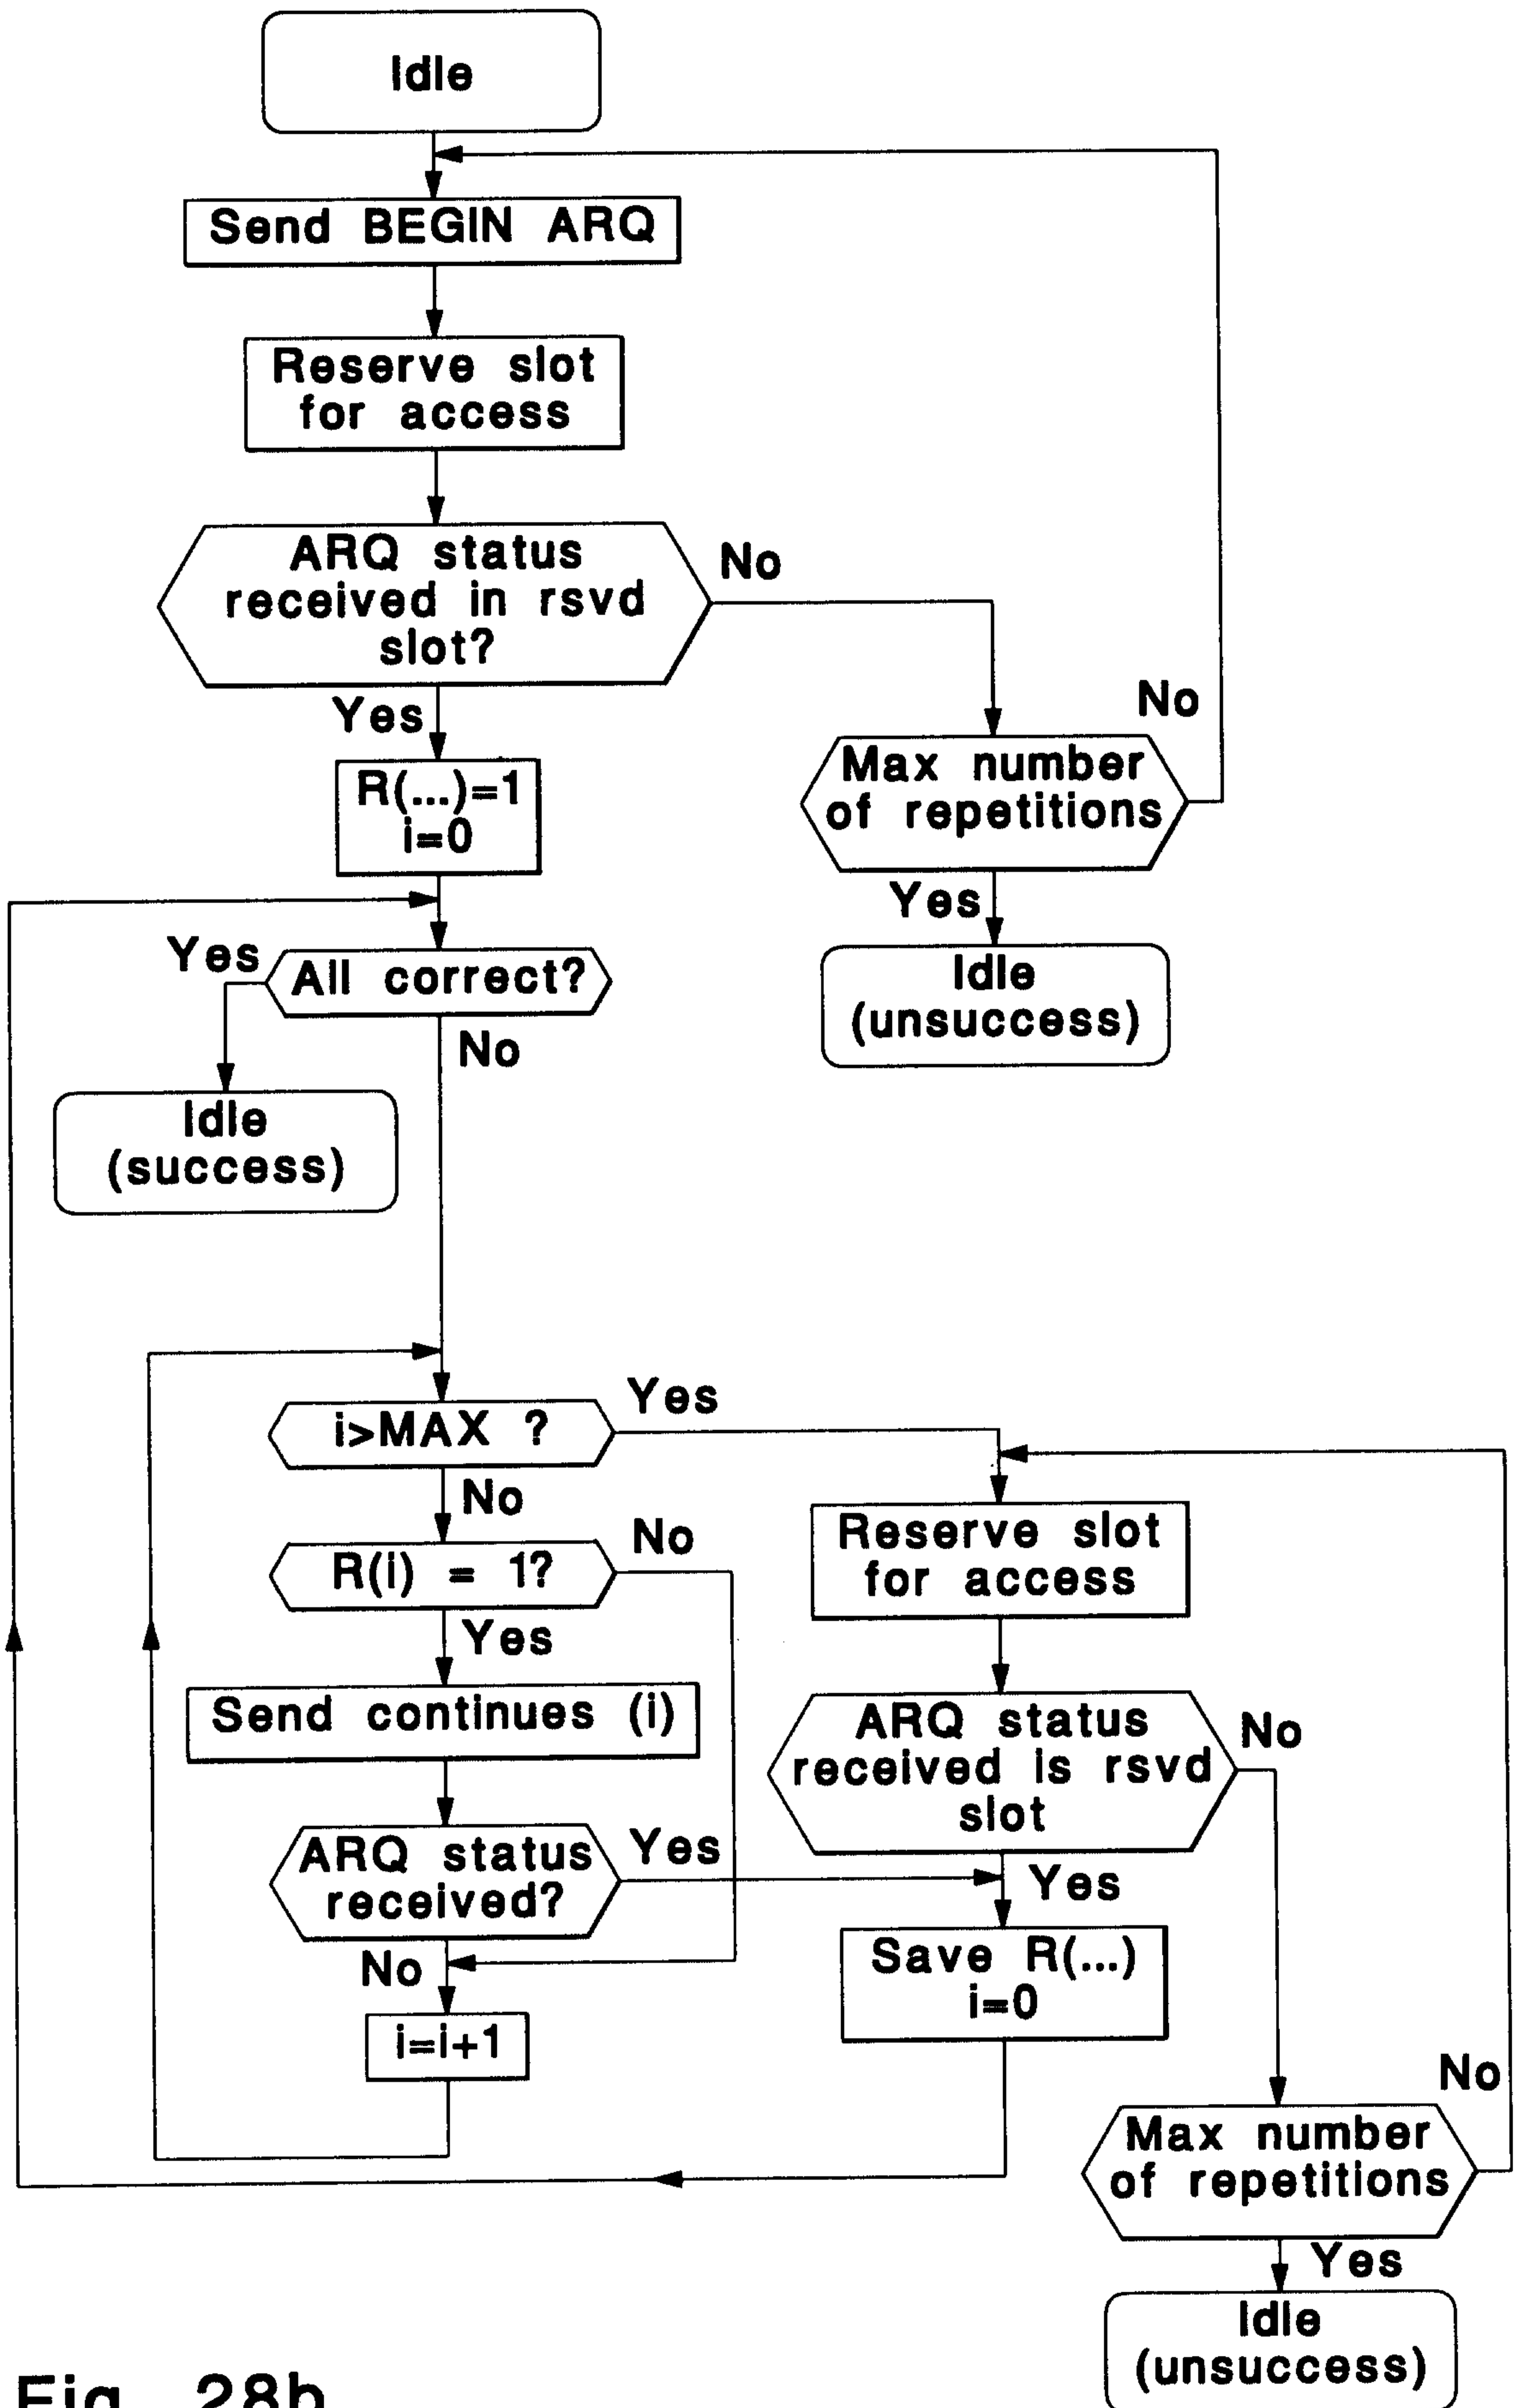 Idle
Send BEGIN ARQ
Reserve slot
for access
ARQ status
received in rsvd
slot?
No
Yes
R(...)=1
i=0
No
Max number
of repetitions
Yes
Idle
(unsuccess)
Yes
All correct?
No
Idle
(success)
i>MAX ?
Yes
No
R(i) = 1?
No
Yes
Send continues (i)
ARQ status
received?
Yes
No
i=i+1
Reserve slot
for access
ARQ status
received is rsvd
slot
No
Yes
Save R(...)
i=0
No
Max number
of repetitions
Yes
Idle
(unsuccess)
Fig. 28b